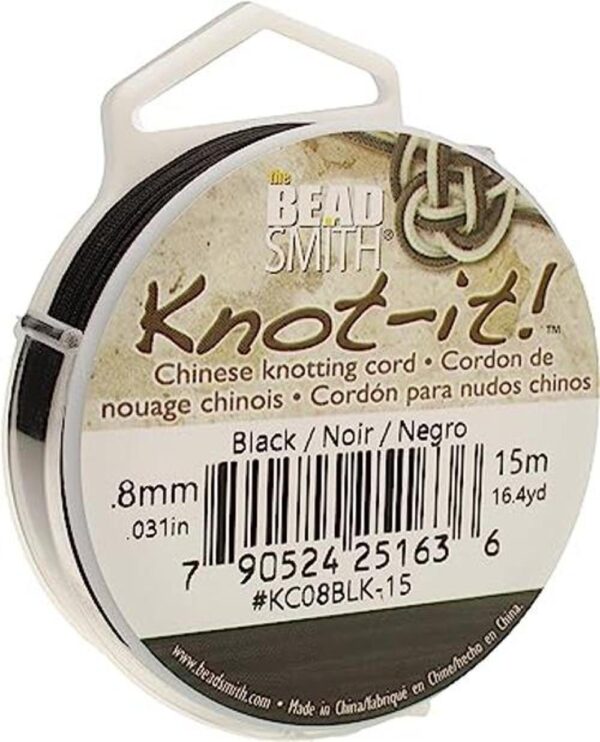 the
BEAD
SMITH®
Knot-it!™
Chinese knotting cord • Cordon de
nouage chinois • Cordón para nudos chinos
Black / Noir / Negro
.8mm
.031in
15m
16.4yd
7 90524 25163 6
#KC08BLK-15
www.beadsmith.com • Made in China/fabriqué en Chine/hecho en China.